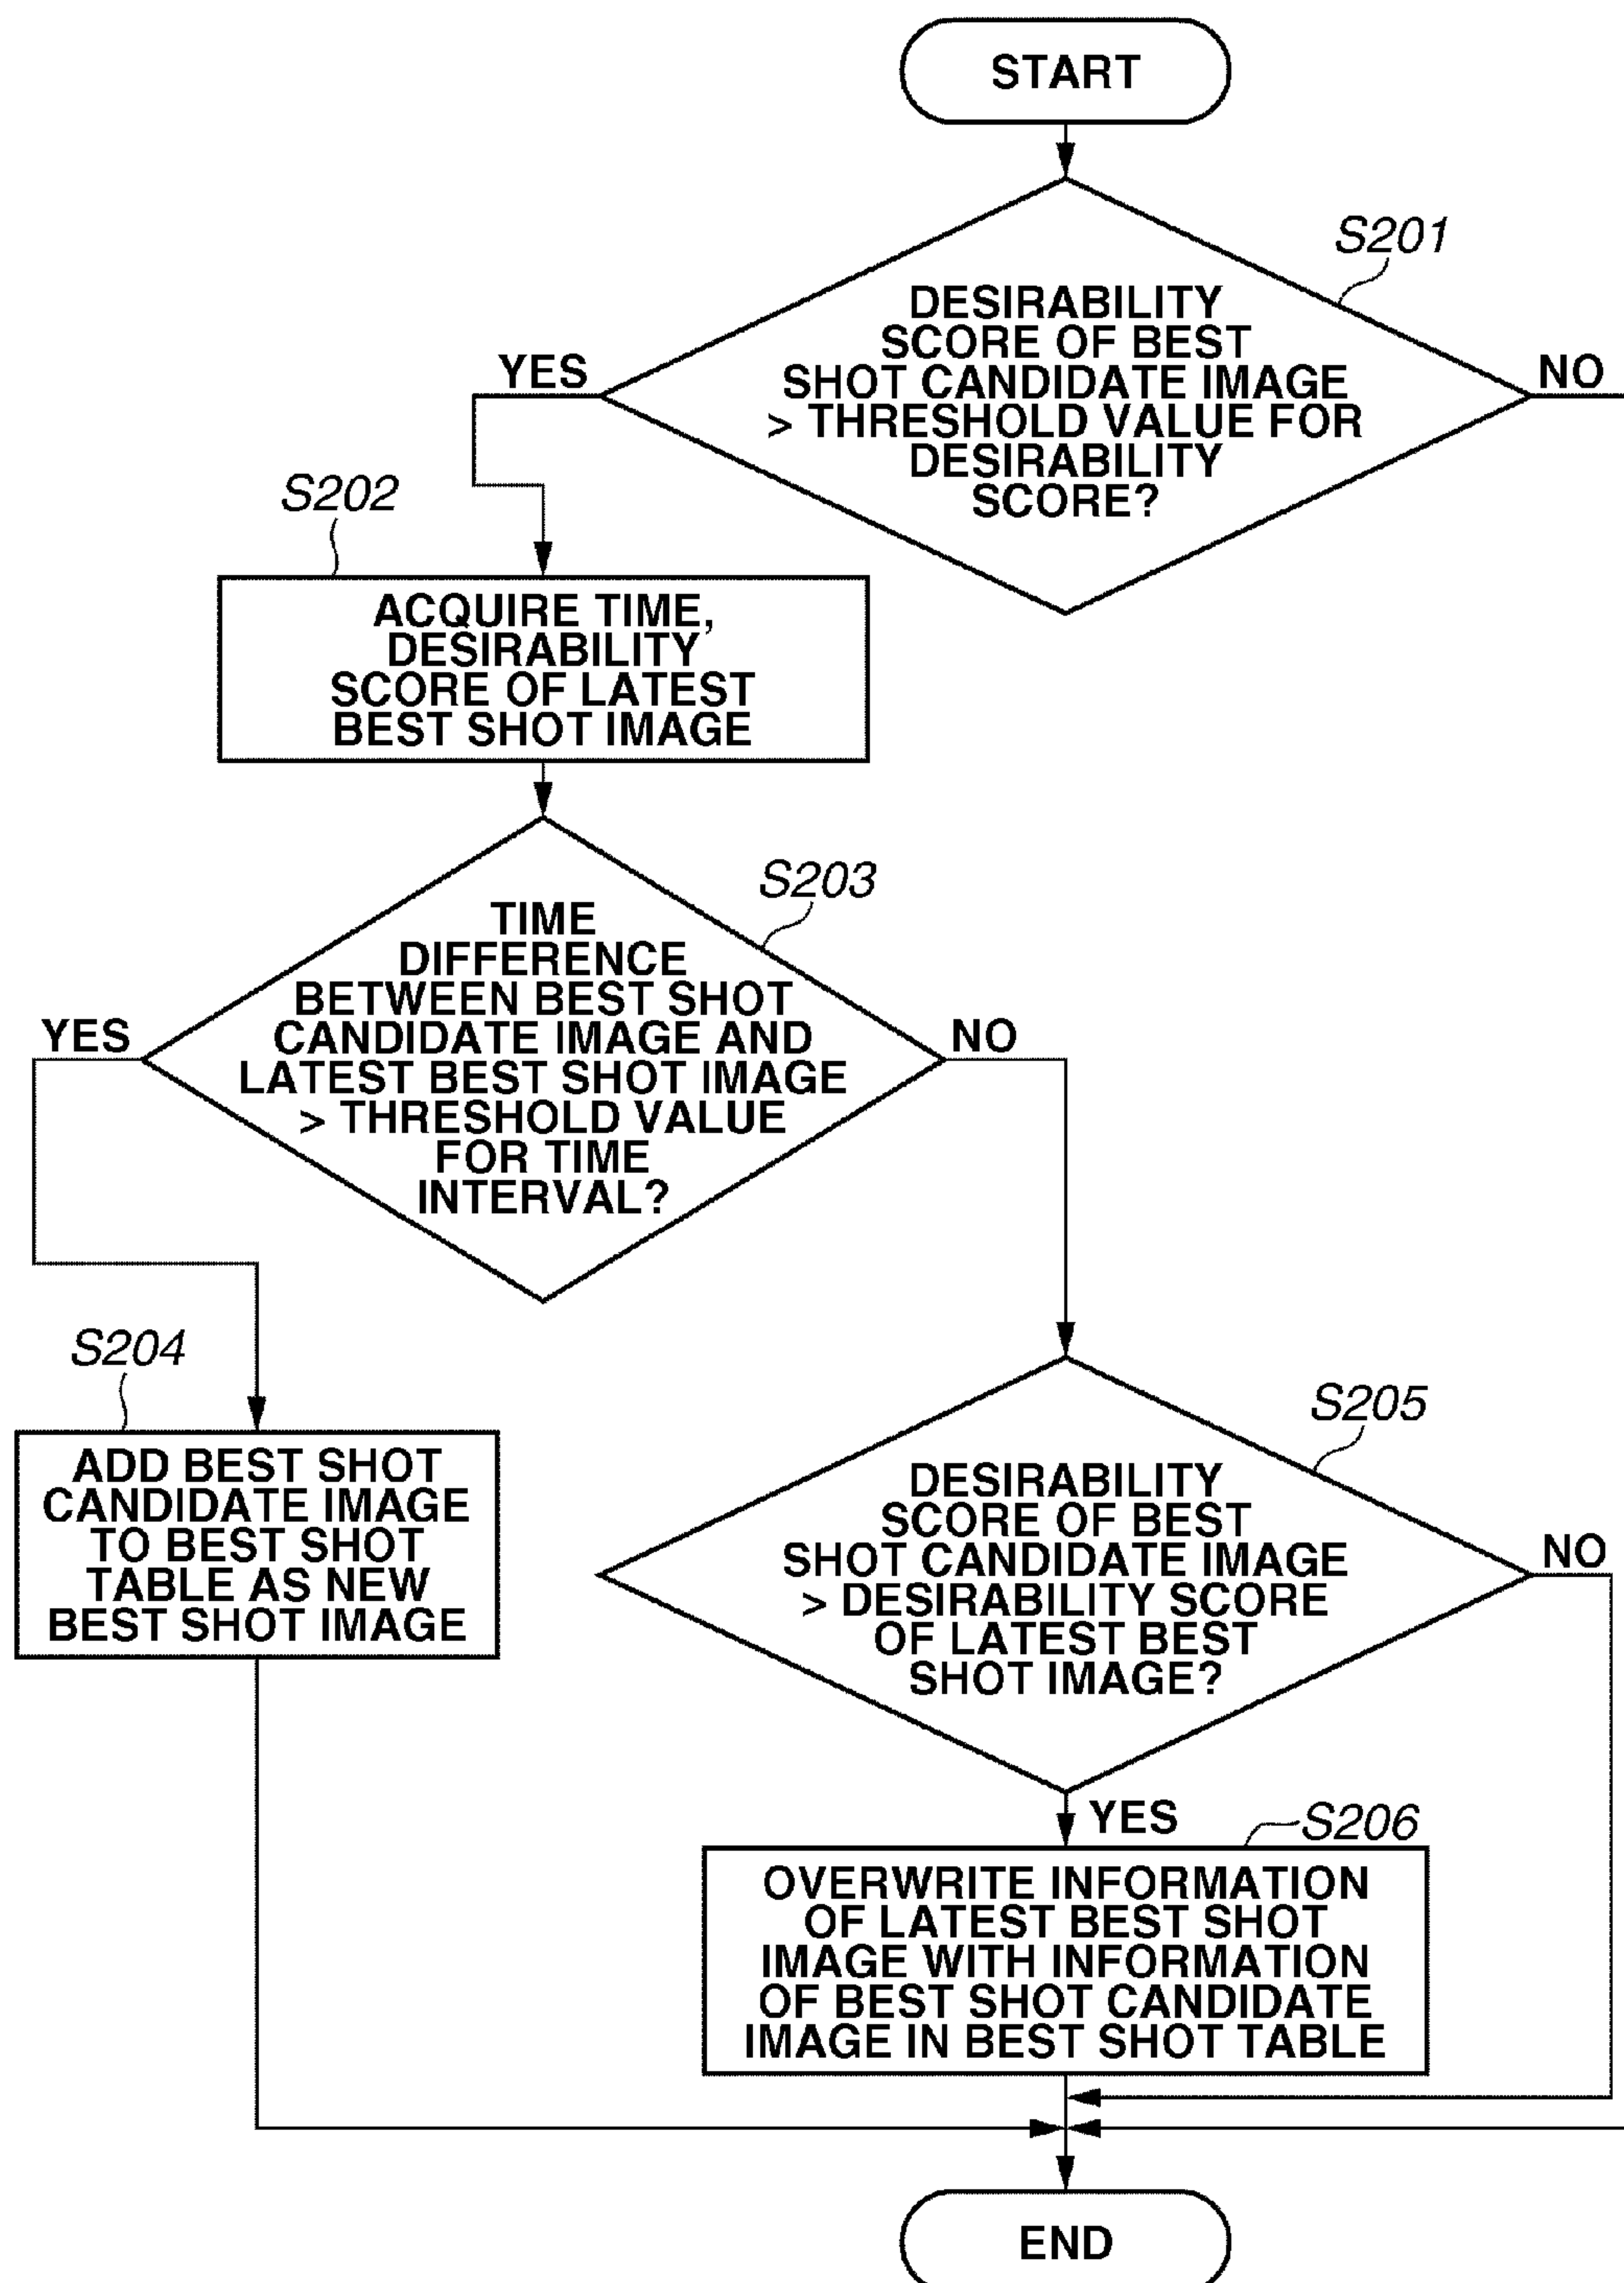 START
S201
DESIRABILITY
SCORE OF BEST
SHOT CANDIDATE IMAGE
> THRESHOLD VALUE FOR
DESIRABILITY
SCORE?
YES
NO
S202
ACQUIRE TIME,
DESIRABILITY
SCORE OF LATEST
BEST SHOT IMAGE
S203
TIME
DIFFERENCE
BETWEEN BEST SHOT
CANDIDATE IMAGE AND
LATEST BEST SHOT IMAGE
> THRESHOLD VALUE
FOR TIME
INTERVAL?
YES
NO
S204
ADD BEST SHOT
CANDIDATE IMAGE
TO BEST SHOT
TABLE AS NEW
BEST SHOT IMAGE
S205
DESIRABILITY
SCORE OF BEST
SHOT CANDIDATE IMAGE
> DESIRABILITY SCORE
OF LATEST BEST
SHOT IMAGE?
NO
YES
S206
OVERWRITE INFORMATION
OF LATEST BEST SHOT
IMAGE WITH INFORMATION
OF BEST SHOT CANDIDATE
IMAGE IN BEST SHOT TABLE
END